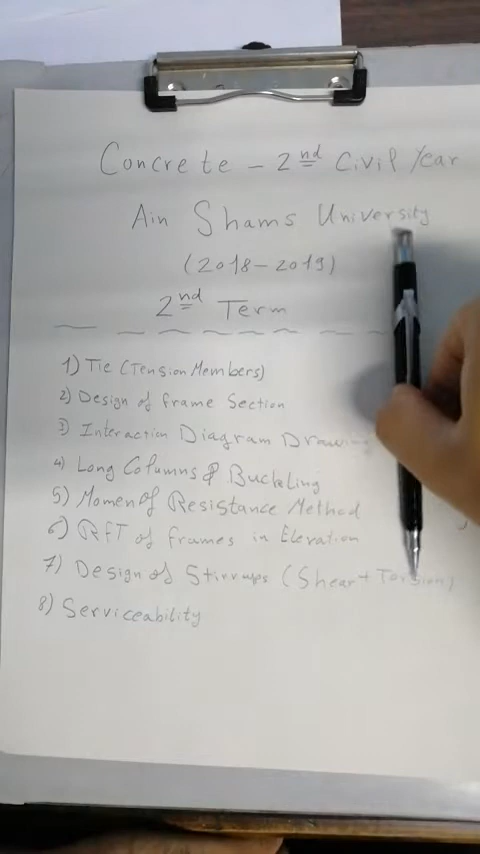 Concrete - 2nd Civil Year
Ain Shams University
(2018-2019)
2nd Term
1) Tie (Tension Members)
2) Design of frame Section
3) Interaction Diagram Drawing
4) Long Columns & Buckling
5) Momen of Resistance Method
6) RFT of frames in Elevation
7) Design of Stirrups (Shear + Torsion)
8) Serviceability